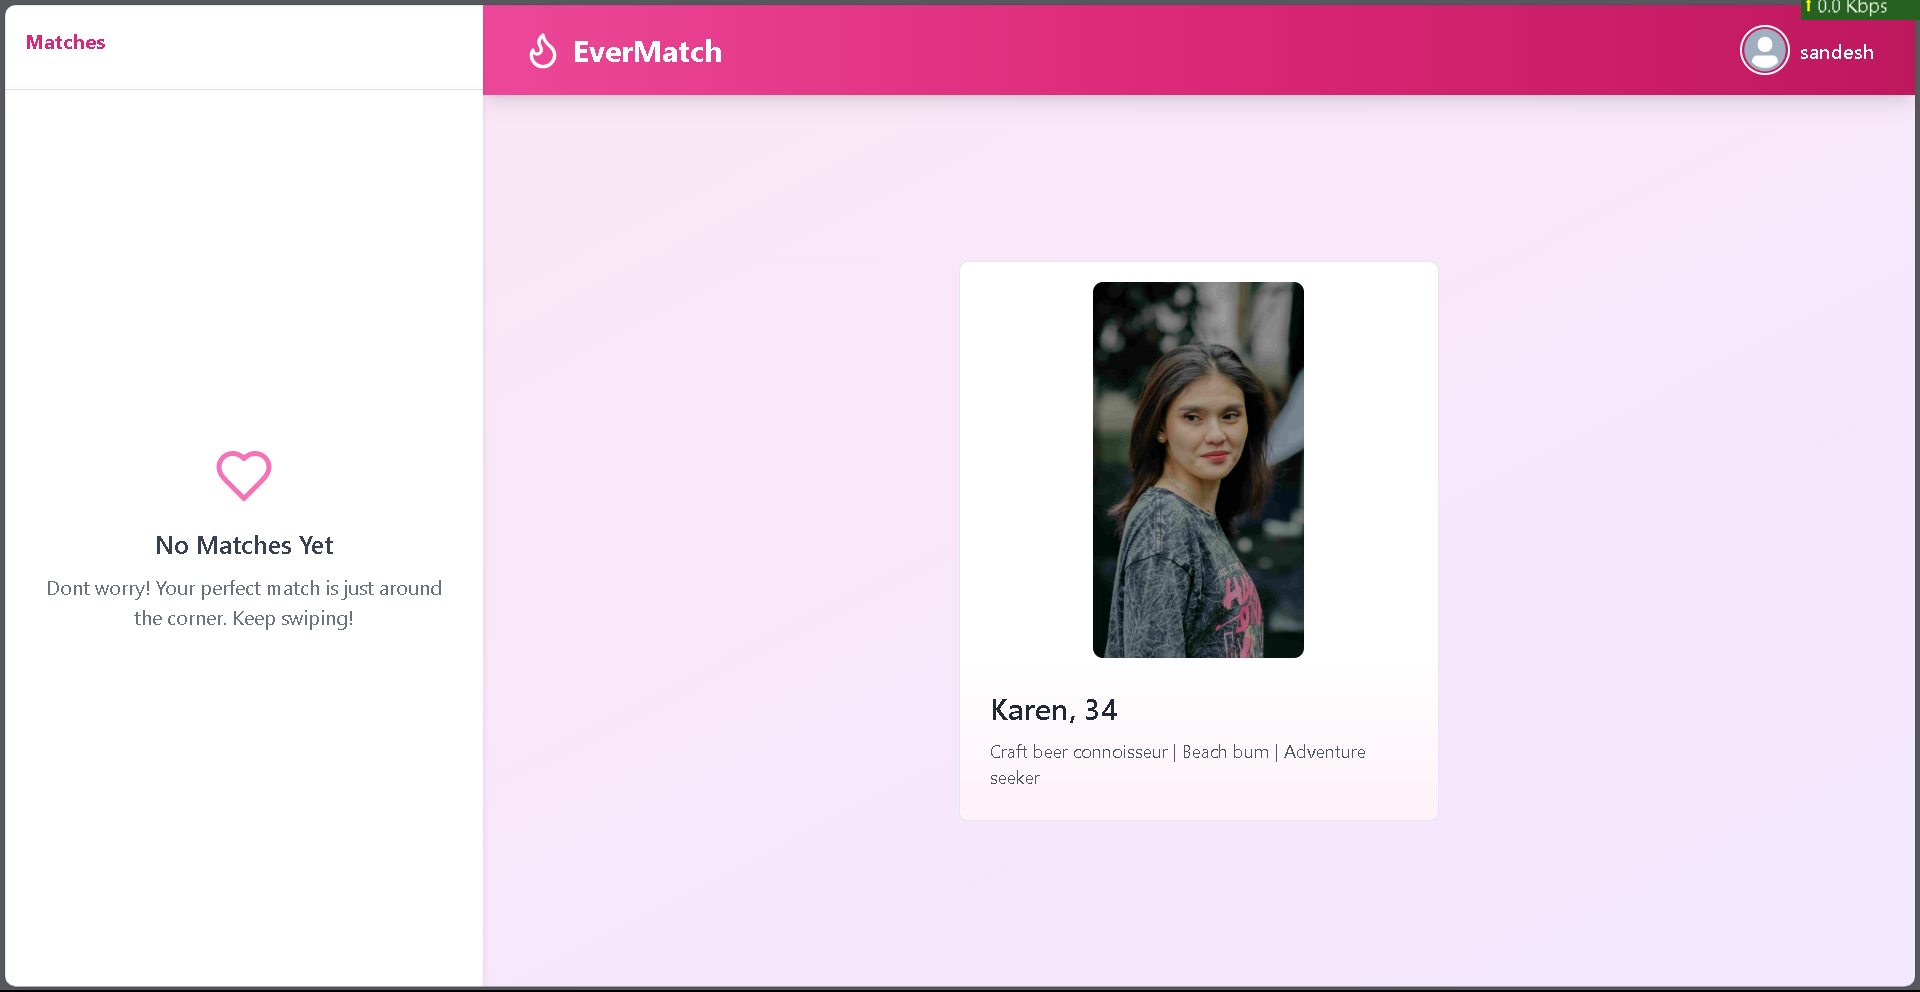 ↑ 0.0 Kbps
Matches
EverMatch
sandesh
No Matches Yet
Dont worry! Your perfect match is just around
the corner. Keep swiping!
Karen, 34
Craft beer connoisseur | Beach bum | Adventure
seeker